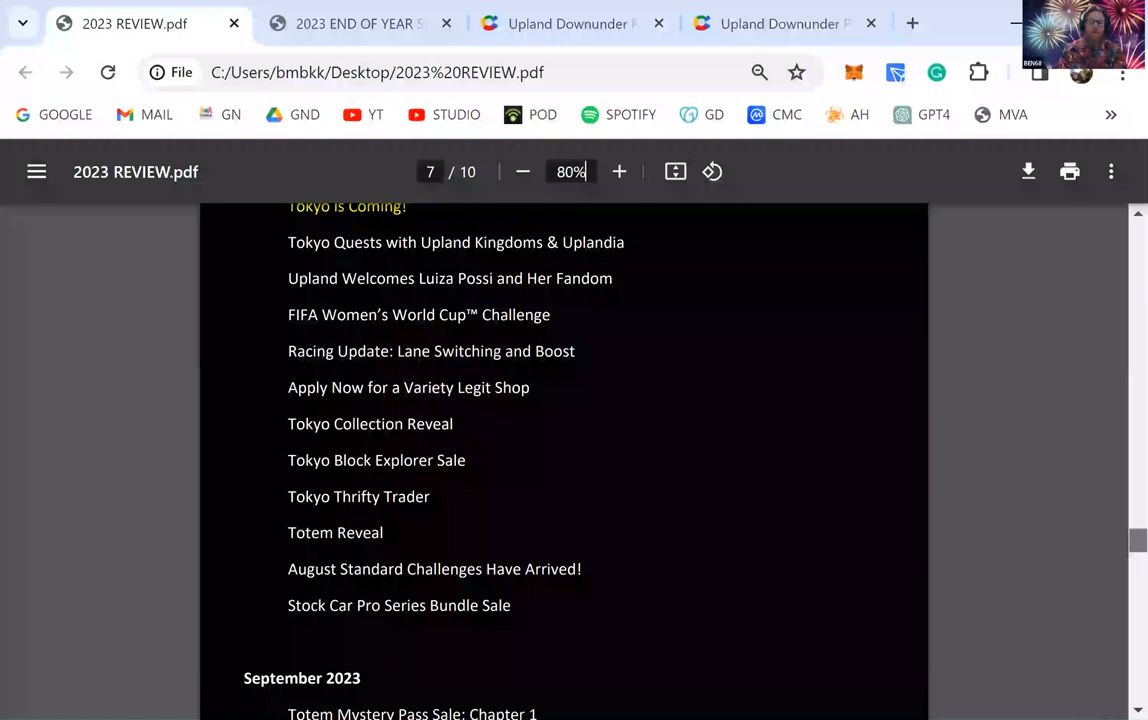 2023 REVIEW.pdf
2023 END OF YEAR S
Upland Downunder F
Upland Downunder P
File
C:/Users/bmbkk/Desktop/2023%20REVIEW.pdf
BEN68
GOOGLE
MAIL
GN
GND
YT
STUDIO
POD
SPOTIFY
GD
CMC
AH
GPT4
MVA
2023 REVIEW.pdf
7 / 10
80%
Tokyo is Coming!
Tokyo Quests with Upland Kingdoms & Uplandia
Upland Welcomes Luiza Possi and Her Fandom
FIFA Women’s World Cup™ Challenge
Racing Update: Lane Switching and Boost
Apply Now for a Variety Legit Shop
Tokyo Collection Reveal
Tokyo Block Explorer Sale
Tokyo Thrifty Trader
Totem Reveal
August Standard Challenges Have Arrived!
Stock Car Pro Series Bundle Sale
September 2023
Totem Mystery Pass Sale: Chapter 1